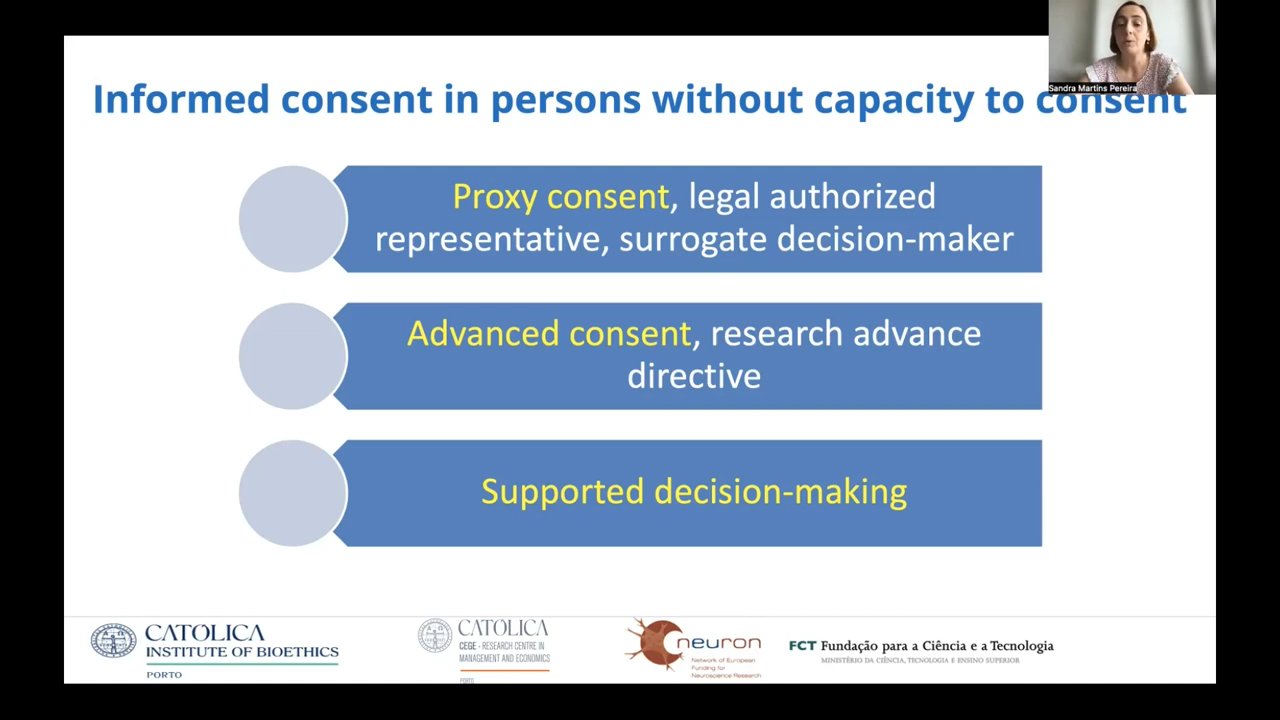 Informed consent in persons without capacity to consent
Sandra Martins Pereira
Proxy consent, legal authorized
representative, surrogate decision-maker
Advanced consent, research advance
directive
Supported decision-making
CATOLICA
INSTITUTE OF BIOETHICS
PORTO
CATOLICA
CEGE - RESEARCH CENTRE IN
MANAGEMENT AND ECONOMICS
PORTO
neuron
Network of European
Funding for
Neuroscience Research
FCT Fundação para a Ciência e a Tecnologia
MINISTÉRIO DA CIÊNCIA, TECNOLOGIA E ENSINO SUPERIOR